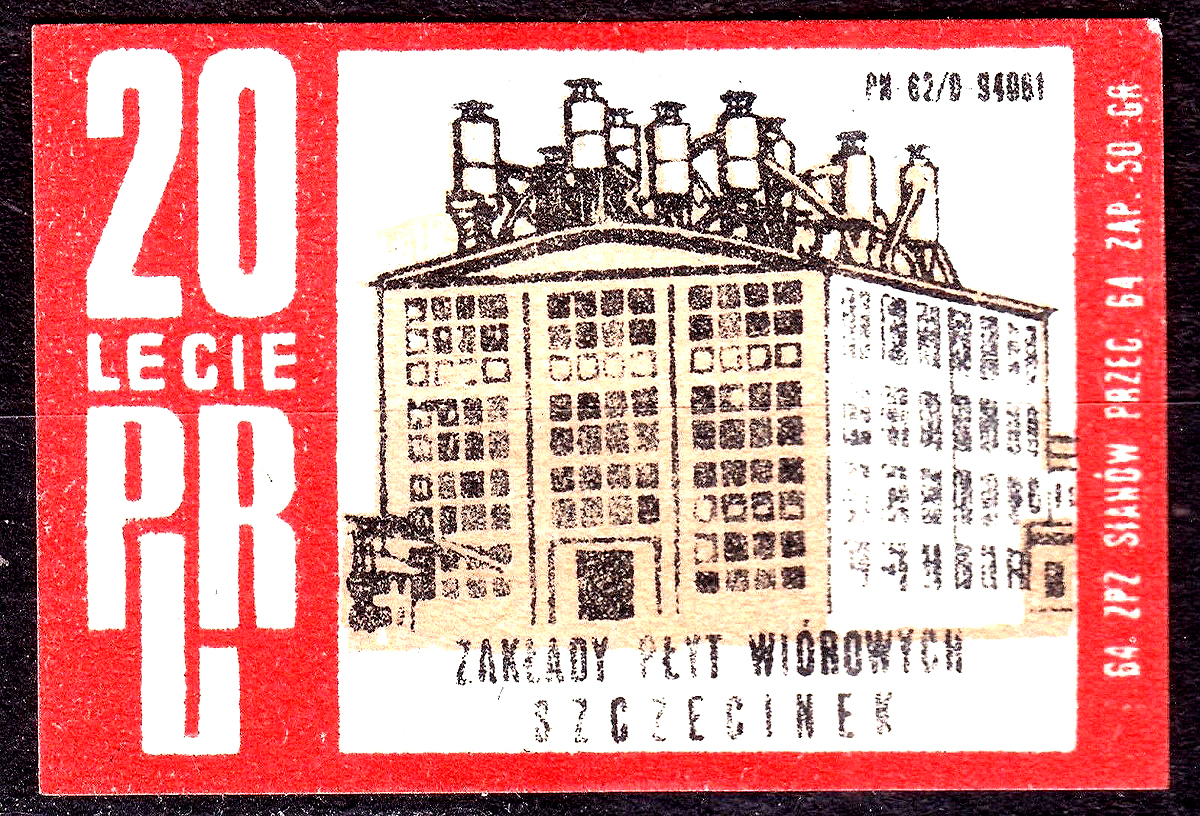 20
LECIE
PRL
PN-62/D-94061
ZAKŁADY PŁYT WIÓROWYCH
SZCZECINEK
64. ZPZ SIANÓW PRZEC 64 ZAP. 50 GR